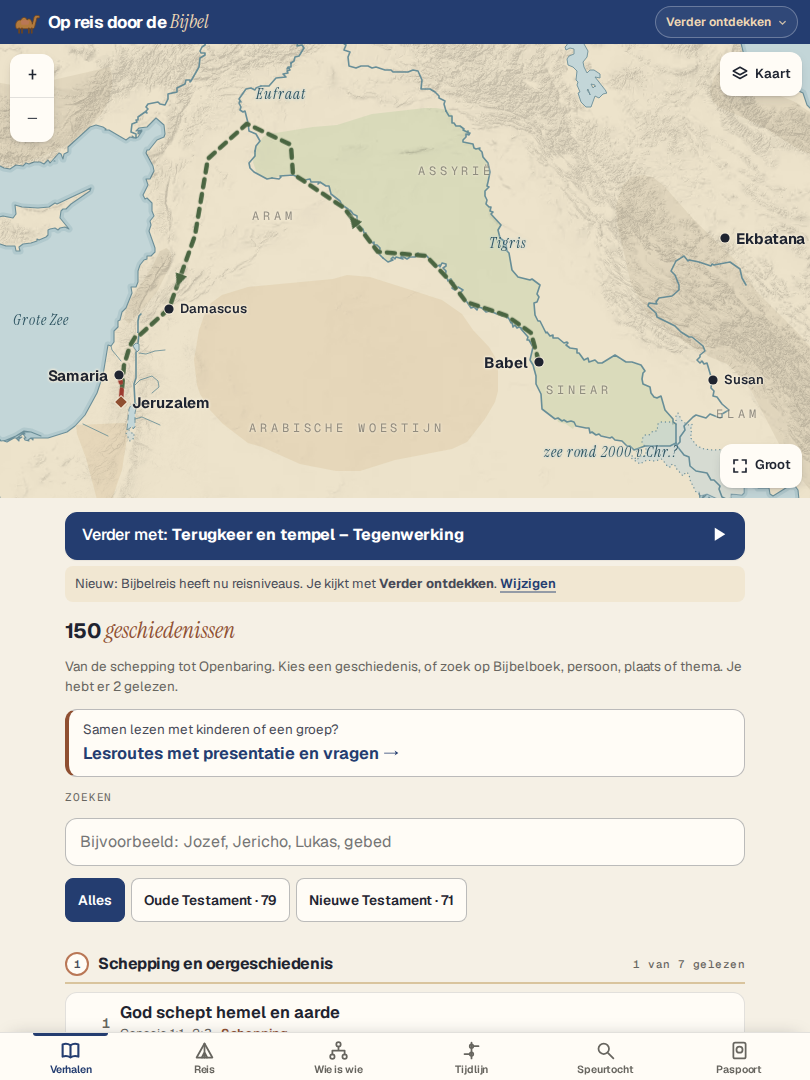 Op reis door de Bijbel
Verder ontdekken
+
Kaart
−
Eufraat
ASSYRIË
ARAM
Tigris
Ekbatana
Damascus
Grote Zee
Samaria
Babel
Susan
SINEAR
Jeruzalem
ELAM
ARABISCHE WOESTIJN
zee rond 2000 v.Chr.?
Groot
Verder met: Terugkeer en tempel – Tegenwerking
Nieuw: Bijbelreis heeft nu reisniveaus. Je kijkt met Verder ontdekken. Wijzigen
150 geschiedenissen
Van de schepping tot Openbaring. Kies een geschiedenis, of zoek op Bijbelboek, persoon, plaats of thema. Je
hebt er 2 gelezen.
Samen lezen met kinderen of een groep?
Lesroutes met presentatie en vragen →
ZOEKEN
Bijvoorbeeld: Jozef, Jericho, Lukas, gebed
Alles
Oude Testament · 79
Nieuwe Testament · 71
1 Schepping en oergeschiedenis 1 van 7 gelezen
God schept hemel en aarde
1
Verhalen
Reis
Wie is wie
Tijdlijn
Speurtocht
Paspoort